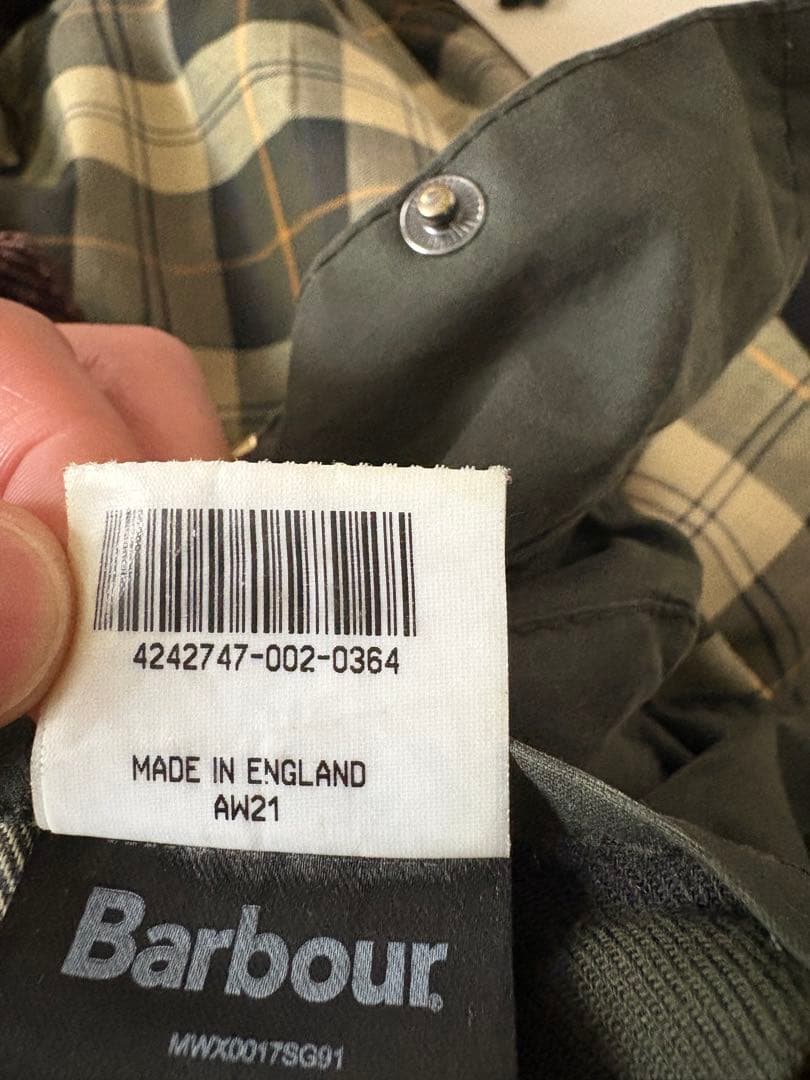 4242747-002-0364
MADE IN ENGLAND
AW21
Barbour.
MWX0017SG91